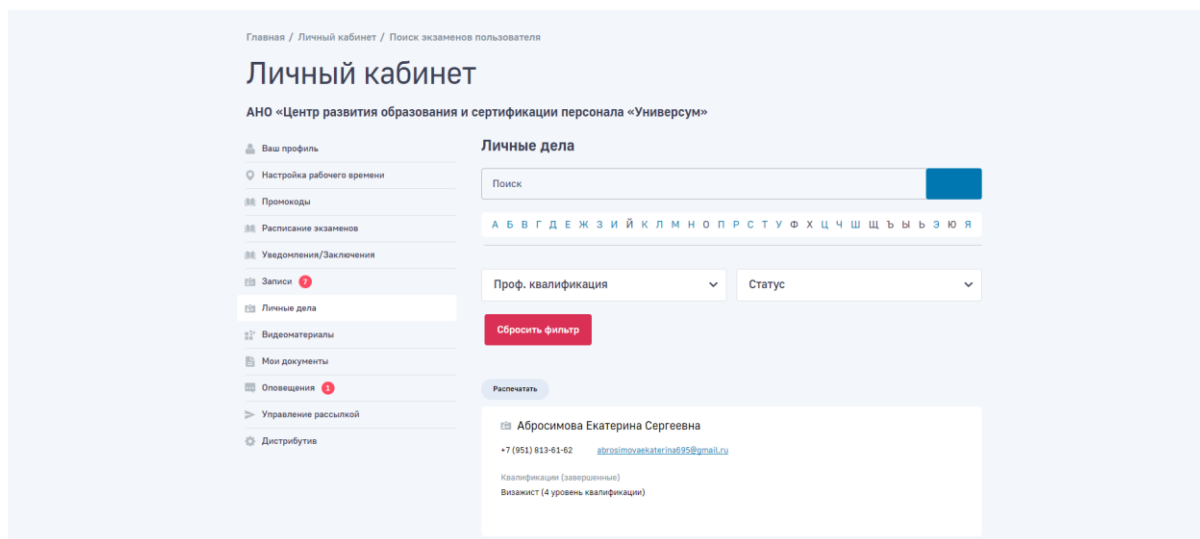 Главная / Личный кабинет / Поиск экзаменов пользователя
Личный кабинет
АНО «Центр развития образования и сертификации персонала «Универсум»
Ваш профиль
Настройка рабочего времени
Промокоды
Расписание экзаменов
Уведомления/Заключения
Записи 7
Личные дела
Видеоматериалы
Мои документы
Оповещения 1
Управление рассылкой
Дистрибутив
Личные дела
Поиск
А Б В Г Д Е Ж З И Й К Л М Н О П Р С Т У Ф Х Ц Ч Ш Щ Ъ Ы Ь Э Ю Я
Проф. квалификация
Статус
Сбросить фильтр
Распечатать
Абросимова Екатерина Сергеевна
+7 (951) 813-61-62 abrosimovaekaterina695@gmail.ru
Квалификации (завершенные)
Визажист (4 уровень квалификации)